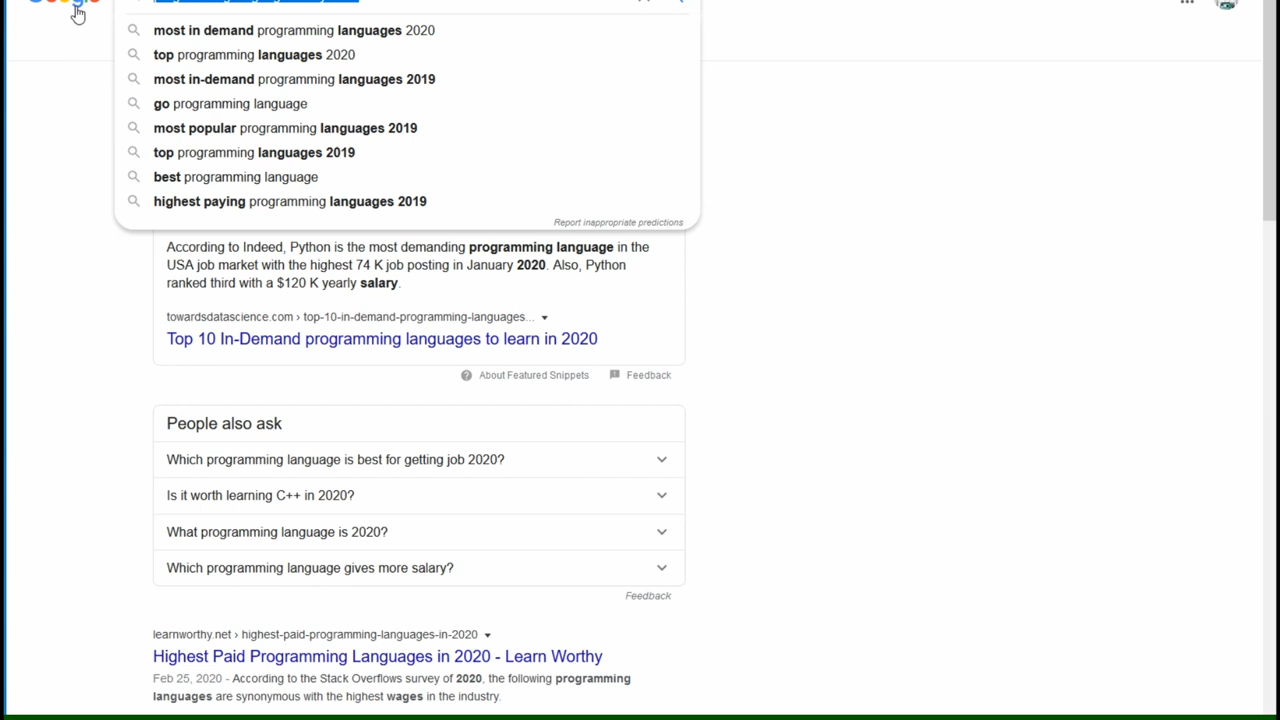 most in demand programming languages 2020
top programming languages 2020
most in-demand programming languages 2019
go programming language
most popular programming languages 2019
top programming languages 2019
best programming language
highest paying programming languages 2019
Report inappropriate predictions
According to Indeed, Python is the most demanding programming language in the
USA job market with the highest 74 K job posting in January 2020. Also, Python
ranked third with a $120 K yearly salary.
towardsdatascience.com › top-10-in-demand-programming-languages...
Top 10 In-Demand programming languages to learn in 2020
About Featured Snippets Feedback
People also ask
Which programming language is best for getting job 2020?
Is it worth learning C++ in 2020?
What programming language is 2020?
Which programming language gives more salary?
Feedback
learnworthy.net › highest-paid-programming-languages-in-2020
Highest Paid Programming Languages in 2020 - Learn Worthy
Feb 25, 2020 - According to the Stack Overflows survey of 2020, the following programming
languages are synonymous with the highest wages in the industry.